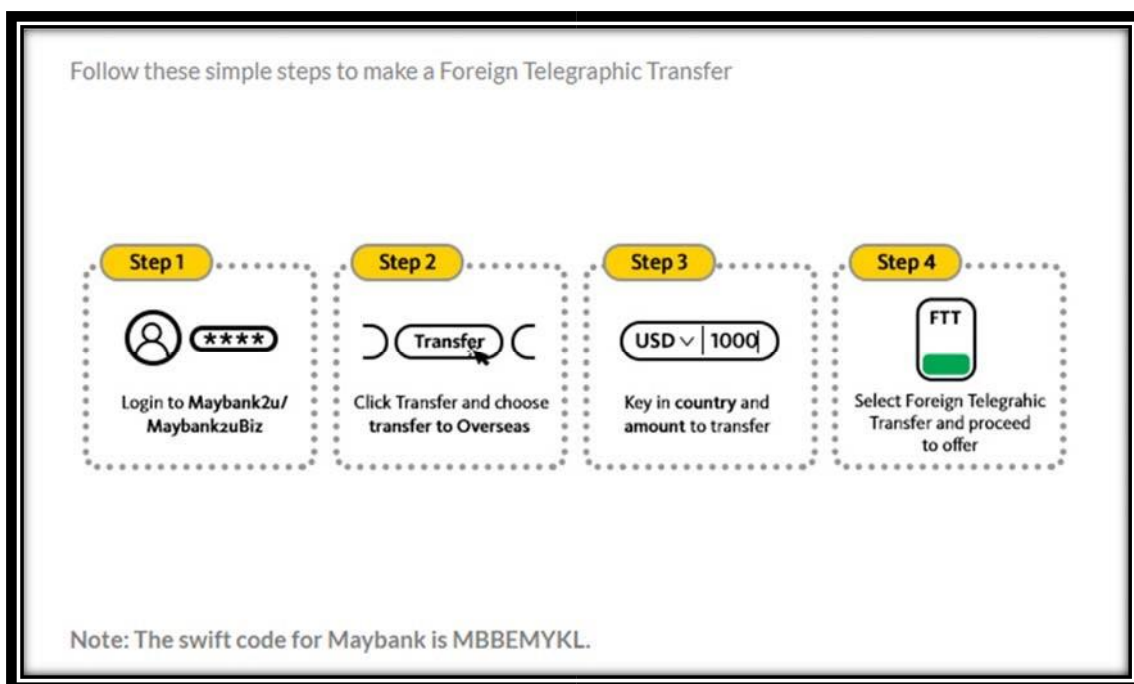 Follow these simple steps to make a Foreign Telegraphic Transfer
Step 1
****
Login to Maybank2u/
Maybank2uBiz
Step 2
Transfer
Click Transfer and choose
transfer to Overseas
Step 3
USD 1000
Key in country and
amount to transfer
Step 4
FTT
Select Foreign Telegrahic
Transfer and proceed
to offer
Note: The swift code for Maybank is MBBEMYKL.